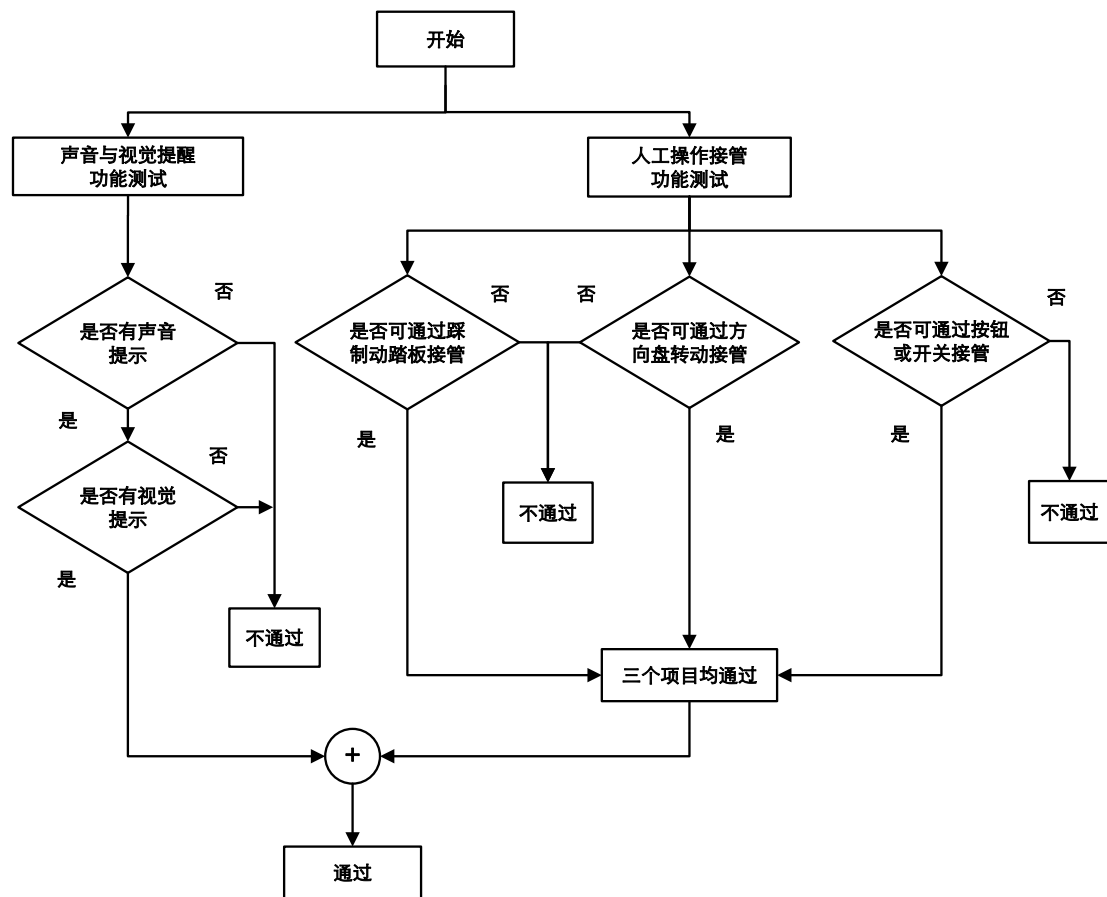 开始
声音与视觉提醒
功能测试
人工操作接管
功能测试
否
否
否
否
是否有声音
提示
是否可通过踩
制动踏板接管
是否可通过方
向盘转动接管
是否可通过按钮
或开关接管
是
是
是
是
否
是否有视觉
提示
不通过
不通过
是
不通过
三个项目均通过
+
通过